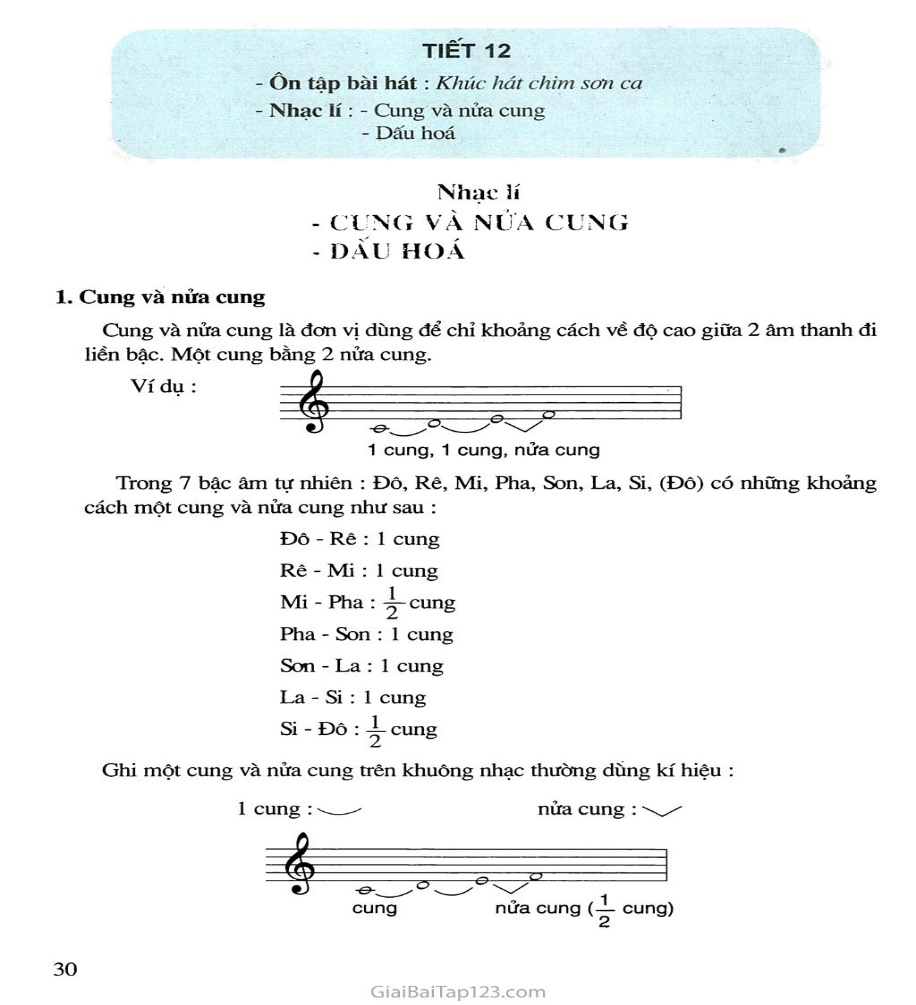 TIẾT 12
- Ôn tập bài hát : Khúc hát chim sơn ca
- Nhạc lí : - Cung và nửa cung
- Dấu hoá
Nhạc lí
- CUNG VÀ NỬA CUNG
- DẤU HOÁ
1. Cung và nửa cung
Cung và nửa cung là đơn vị dùng để chỉ khoảng cách về độ cao giữa 2 âm thanh đi
liền bậc. Một cung bằng 2 nửa cung.
Ví dụ :
1 cung, 1 cung, nửa cung
Trong 7 bậc âm tự nhiên : Đô, Rê, Mi, Pha, Son, La, Si, (Đô) có những khoảng
cách một cung và nửa cung như sau :
Đô - Rê : 1 cung
Rê - Mi : 1 cung
Mi - Pha : 1/2 cung
Pha - Son : 1 cung
Son - La : 1 cung
La - Si : 1 cung
Si - Đô : 1/2 cung
Ghi một cung và nửa cung trên khuông nhạc thường dùng kí hiệu :
1 cung : nửa cung :
cung nửa cung (1/2 cung)
30
GiaiBaiTap123.com